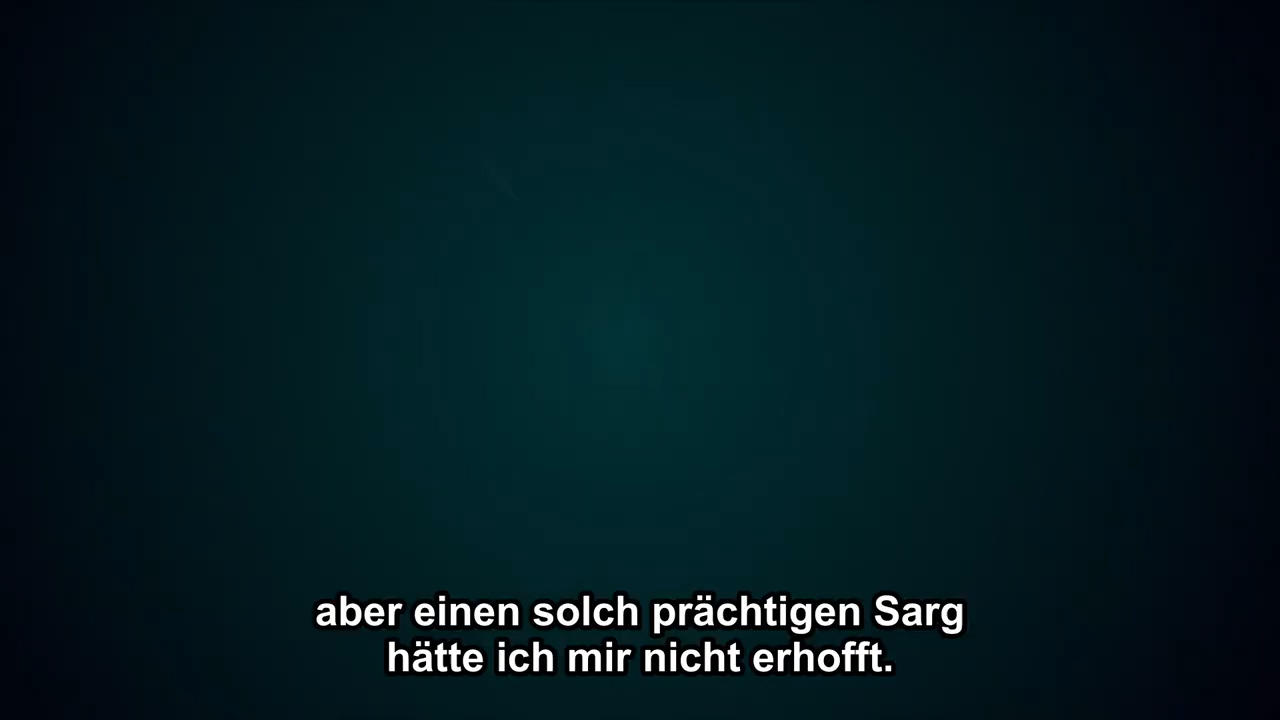 aber einen solch prächtigen Sarg
hätte ich mir nicht erhofft.